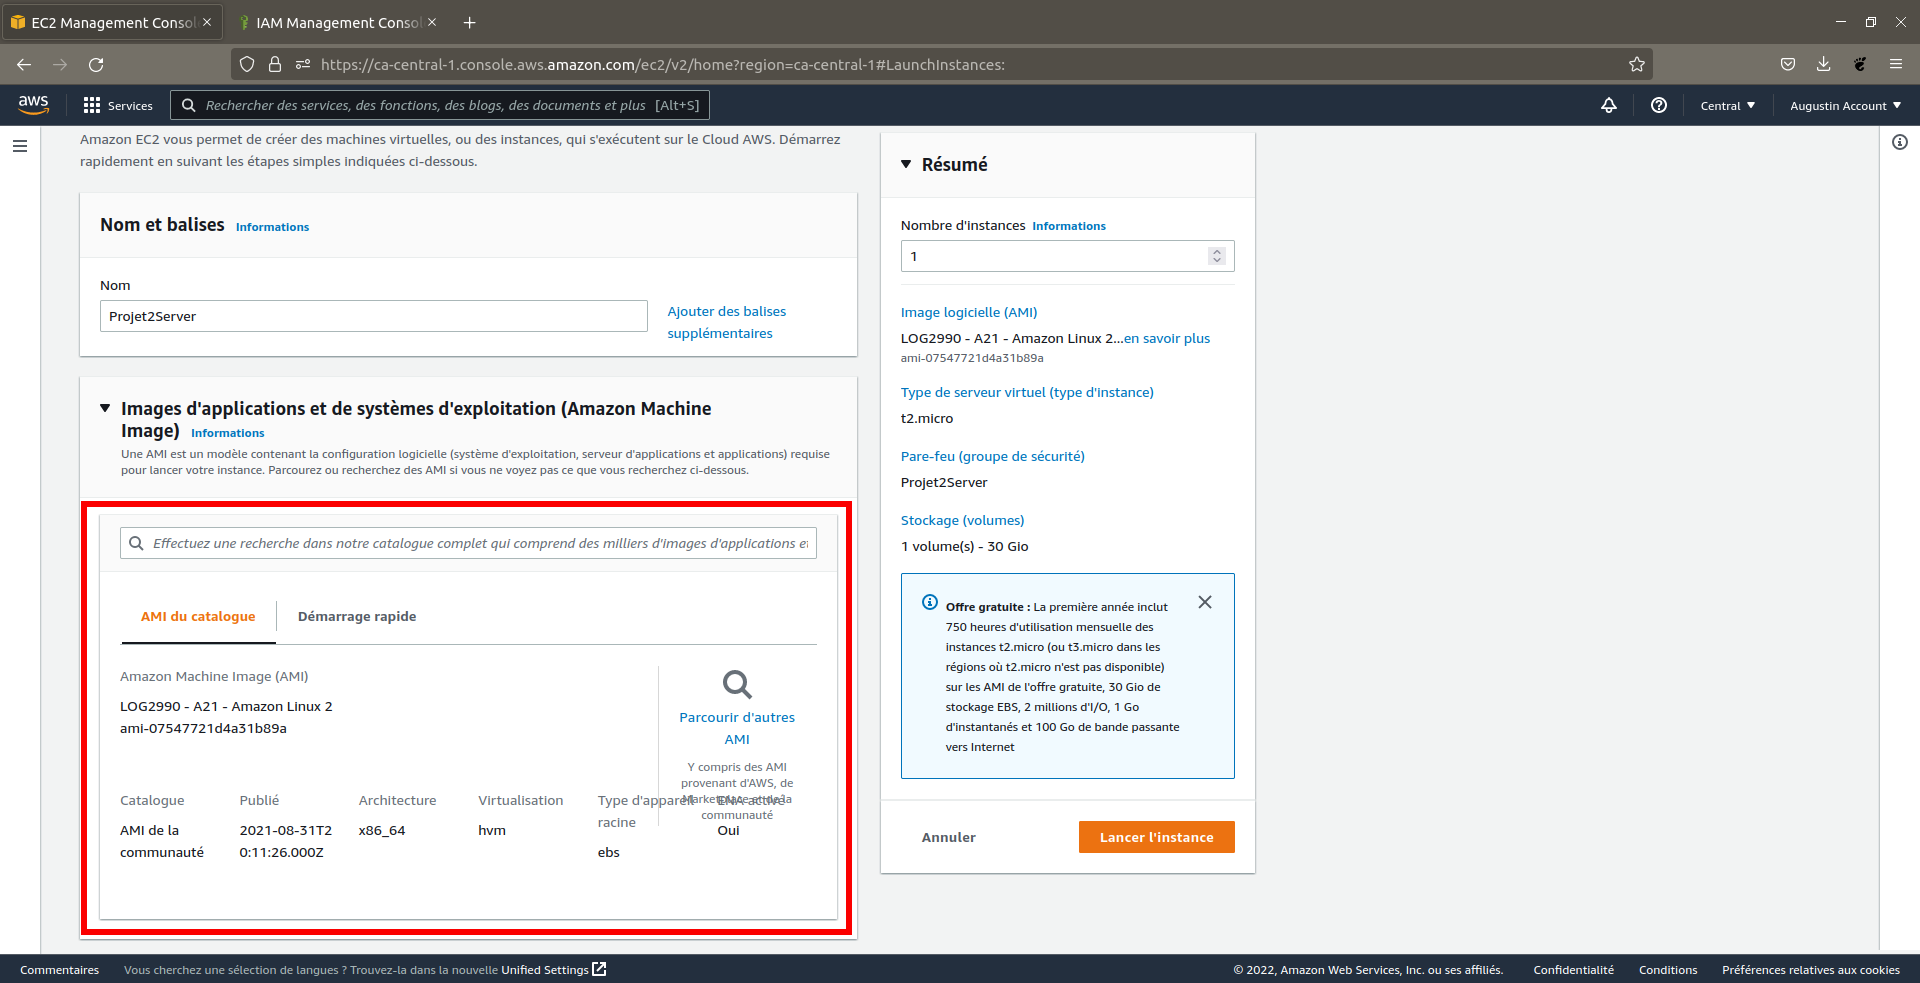 EC2 Management Consol
IAM Management Consol
https://ca-central-1.console.aws.amazon.com/ec2/v2/home?region=ca-central-1#LaunchInstances:
aws
Services
Rechercher des services, des fonctions, des blogs, des documents et plus [Alt+S]
Central
Augustin Account
Amazon EC2 vous permet de créer des machines virtuelles, ou des instances, qui s'exécutent sur le Cloud AWS. Démarrez
rapidement en suivant les étapes simples indiquées ci-dessous.
Nom et balises Informations
Nom
Projet2Server
Ajouter des balises
supplémentaires
Images d'applications et de systèmes d'exploitation (Amazon Machine
Image) Informations
Une AMI est un modèle contenant la configuration logicielle (système d'exploitation, serveur d'applications et applications) requise
pour lancer votre instance. Parcourez ou recherchez des AMI si vous ne voyez pas ce que vous recherchez ci-dessous.
Effectuez une recherche dans notre catalogue complet qui comprend des milliers d'images d'applications et
AMI du catalogue
Démarrage rapide
Amazon Machine Image (AMI)
LOG2990 - A21 - Amazon Linux 2
ami-07547721d4a31b89a
Parcourir d'autres
AMI
Y compris des AMI
provenant d'AWS, de
Marketplace et de la
communauté
Catalogue
AMI de la
communauté
Publié
2021-08-31T2
0:11:26.000Z
Architecture
x86_64
Virtualisation
hvm
Type d'appareil
racine
ebs
ENA activé
Oui
Résumé
Nombre d'instances Informations
1
Image logicielle (AMI)
LOG2990 - A21 - Amazon Linux 2...en savoir plus
ami-07547721d4a31b89a
Type de serveur virtuel (type d'instance)
t2.micro
Pare-feu (groupe de sécurité)
Projet2Server
Stockage (volumes)
1 volume(s) - 30 Gio
Offre gratuite : La première année inclut
750 heures d'utilisation mensuelle des
instances t2.micro (ou t3.micro dans les
régions où t2.micro n'est pas disponible)
sur les AMI de l'offre gratuite, 30 Gio de
stockage EBS, 2 millions d'I/O, 1 Go
d'instantanés et 100 Go de bande passante
vers Internet
Annuler
Lancer l'instance
Commentaires
Vous cherchez une sélection de langues ? Trouvez-la dans la nouvelle Unified Settings
© 2022, Amazon Web Services, Inc. ou ses affiliés.
Confidentialité
Conditions
Préférences relatives aux cookies